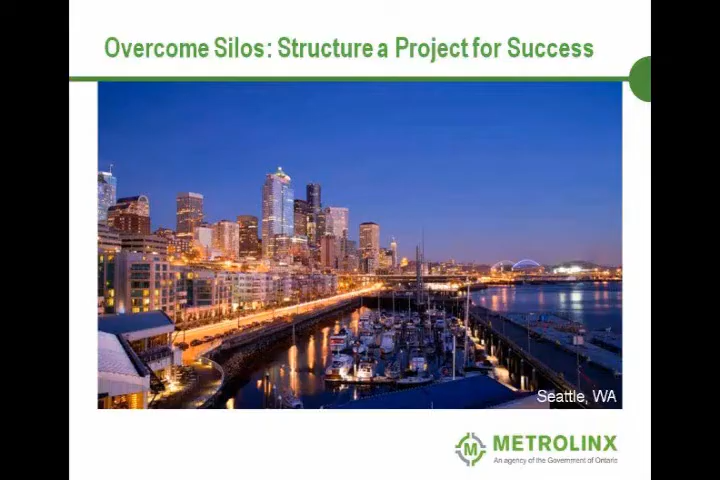 Overcome Silos: Structure a Project for Success
Seattle, WA
M METROLINX
An agency of the Government of Ontario